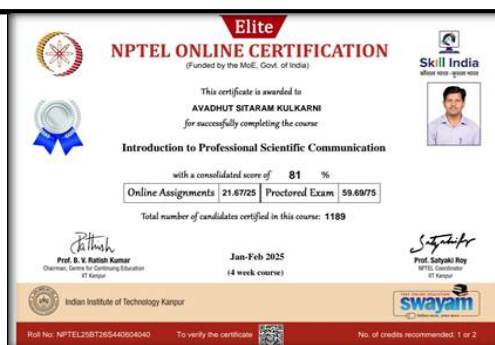 Elite
NPTEL ONLINE CERTIFICATION
(Funded by the MoE, Govt. of India)
Skill India
कौशल भारत - कुशल भारत
This certificate is awarded to
AVADHUT SITARAM KULKARNI
for successfully completing the course
Introduction to Professional Scientific Communication
with a consolidated score of 81 %
Online Assignments 21.67/25 Proctored Exam 59.69/75
Total number of candidates certified in this course: 1189
Prof. B. V. Ratish Kumar
Chairman, Centre for Continuing Education
IIT Kanpur
Jan-Feb 2025
(4 week course)
Prof. Satyaki Roy
NPTEL Coordinator
IIT Kanpur
Indian Institute of Technology Kanpur
swayam
Roll No: NPTEL25BT26S440604040 To verify the certificate No. of credits recommended: 1 or 2